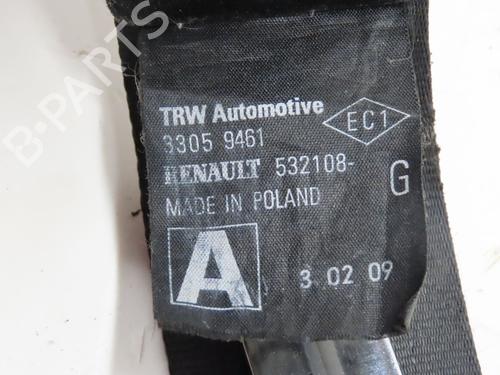 TRW Automotive
3305 9461
EC1
RENAULT 532108-
G
MADE IN POLAND
A
3 02 09
B-PARTS